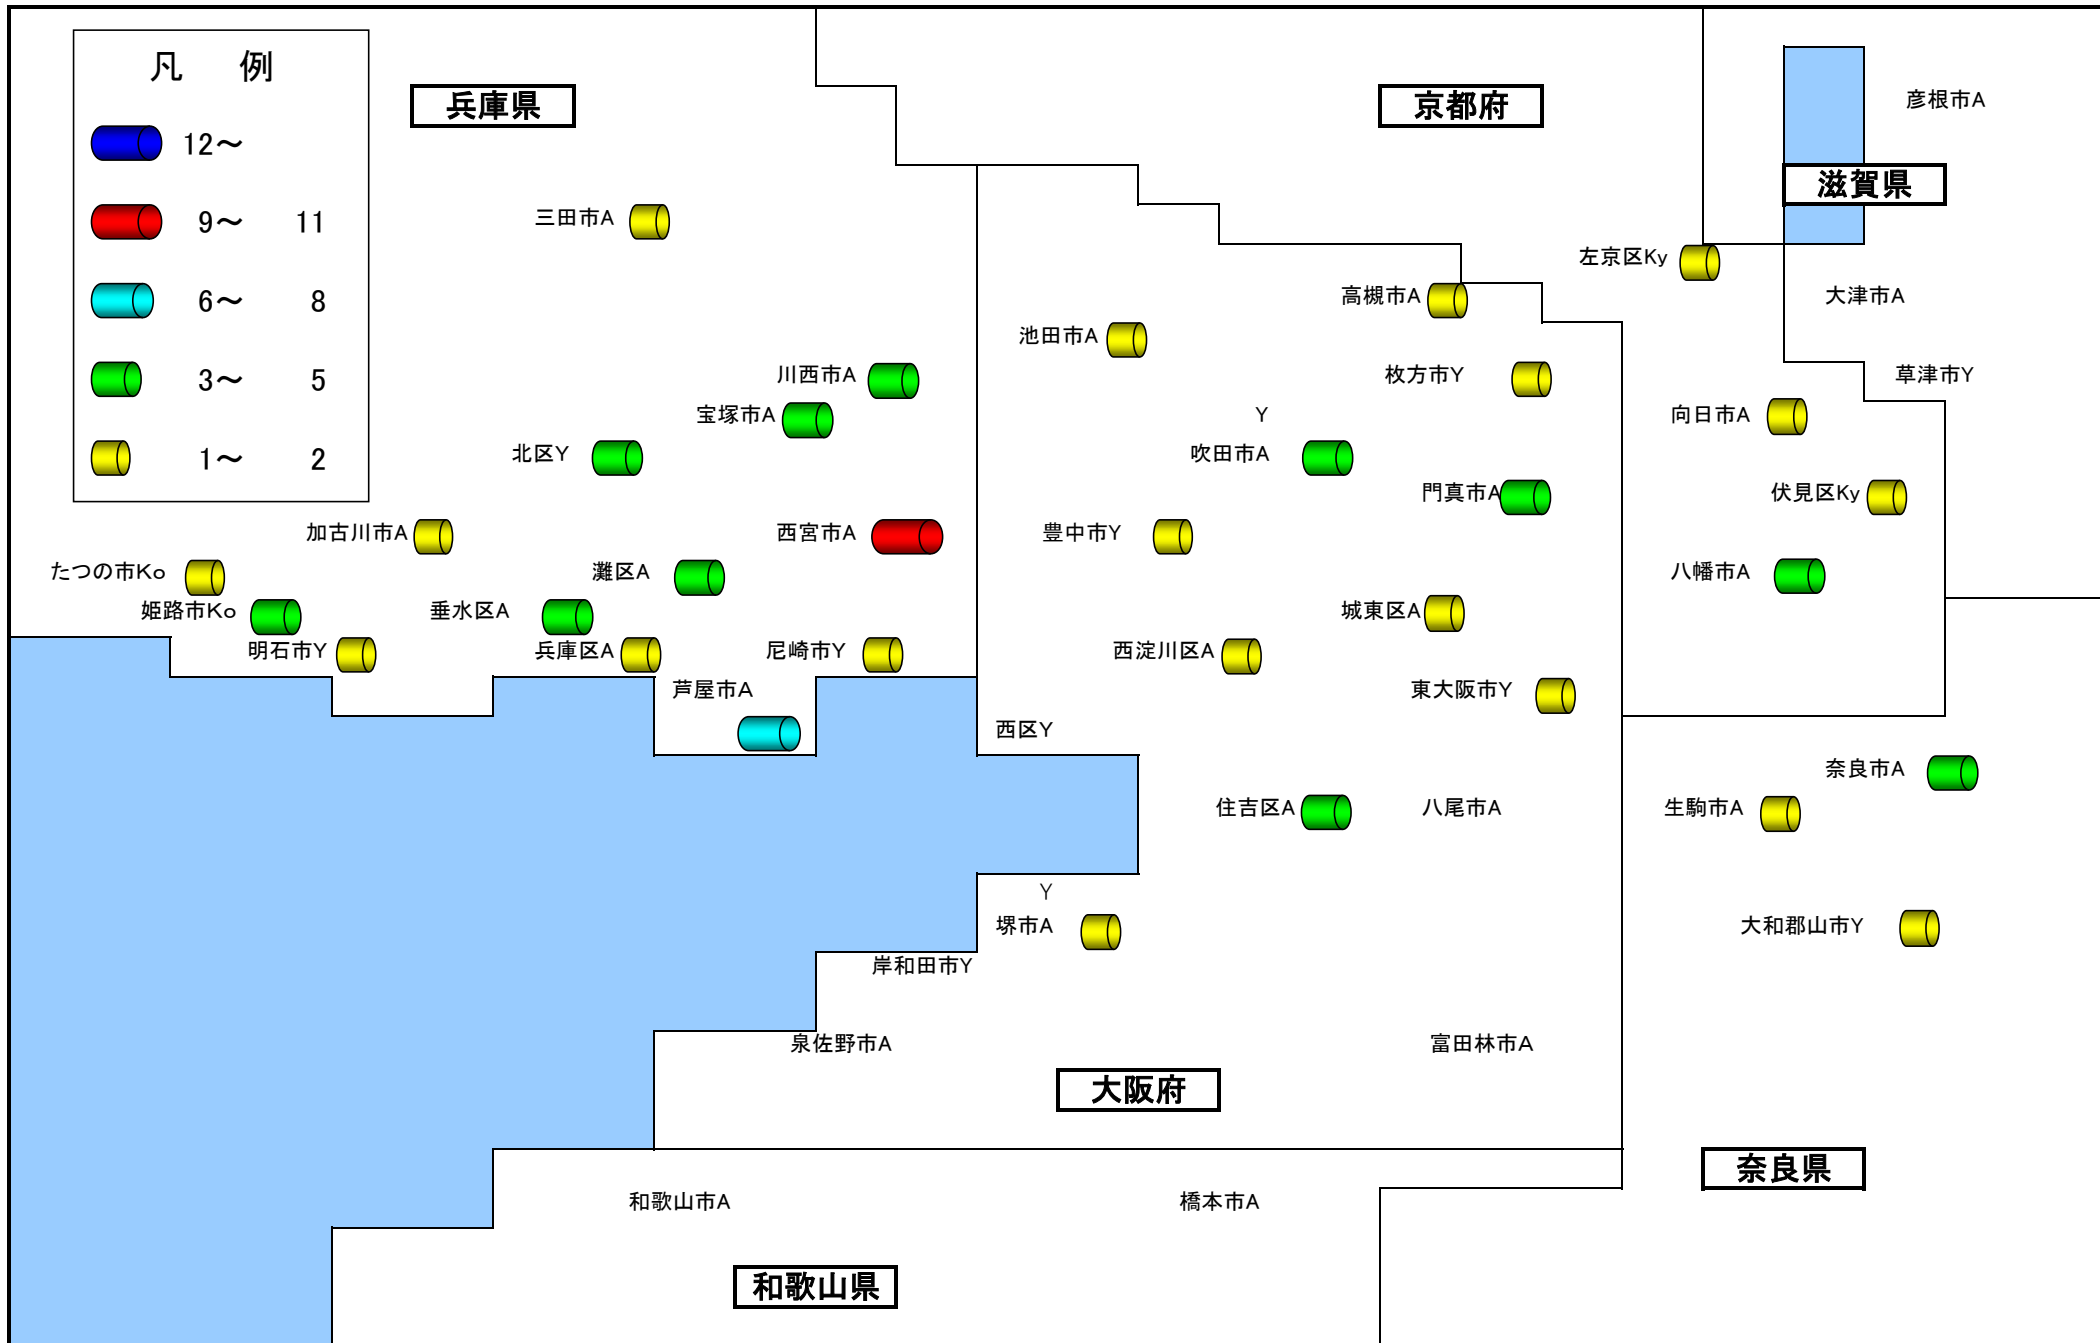 凡 例
12～
9～ 11
6～ 8
3～ 5
1～ 2
兵庫県
京都府
彦根市A
滋賀県
三田市A
左京区Ky
高槻市A
大津市A
池田市A
川西市A
枚方市Y
草津市Y
宝塚市A
Y
向日市A
北区Y
吹田市A
門真市A
伏見区Ky
加古川市A
西宮市A
豊中市Y
たつの市Ko
灘区A
八幡市A
姫路市Ko
垂水区A
城東区A
明石市Y
兵庫区A
尼崎市Y
西淀川区A
芦屋市A
東大阪市Y
西区Y
奈良市A
住吉区A
八尾市A
生駒市A
Y
堺市A
大和郡山市Y
岸和田市Y
泉佐野市A
富田林市A
大阪府
奈良県
和歌山市A
橋本市A
和歌山県